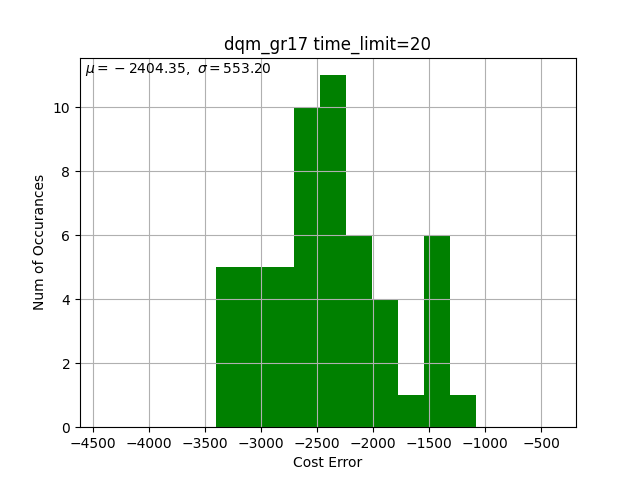 dqm_gr17 time_limit=20
μ = −2404.35, σ = 553.20
10
8
6
4
2
0
Num of Occurances
−4500 −4000 −3500 −3000 −2500 −2000 −1500 −1000 −500
Cost Error